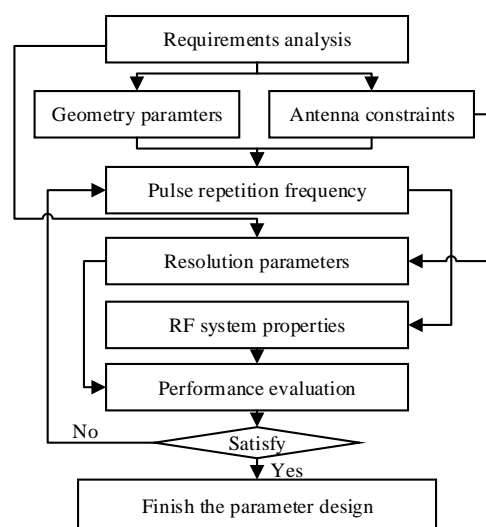 Requirements analysis
Geometry paramters
Antenna constraints
Pulse repetition frequency
Resolution parameters
RF system properties
Performance evaluation
No
Satisfy
Yes
Finish the parameter design